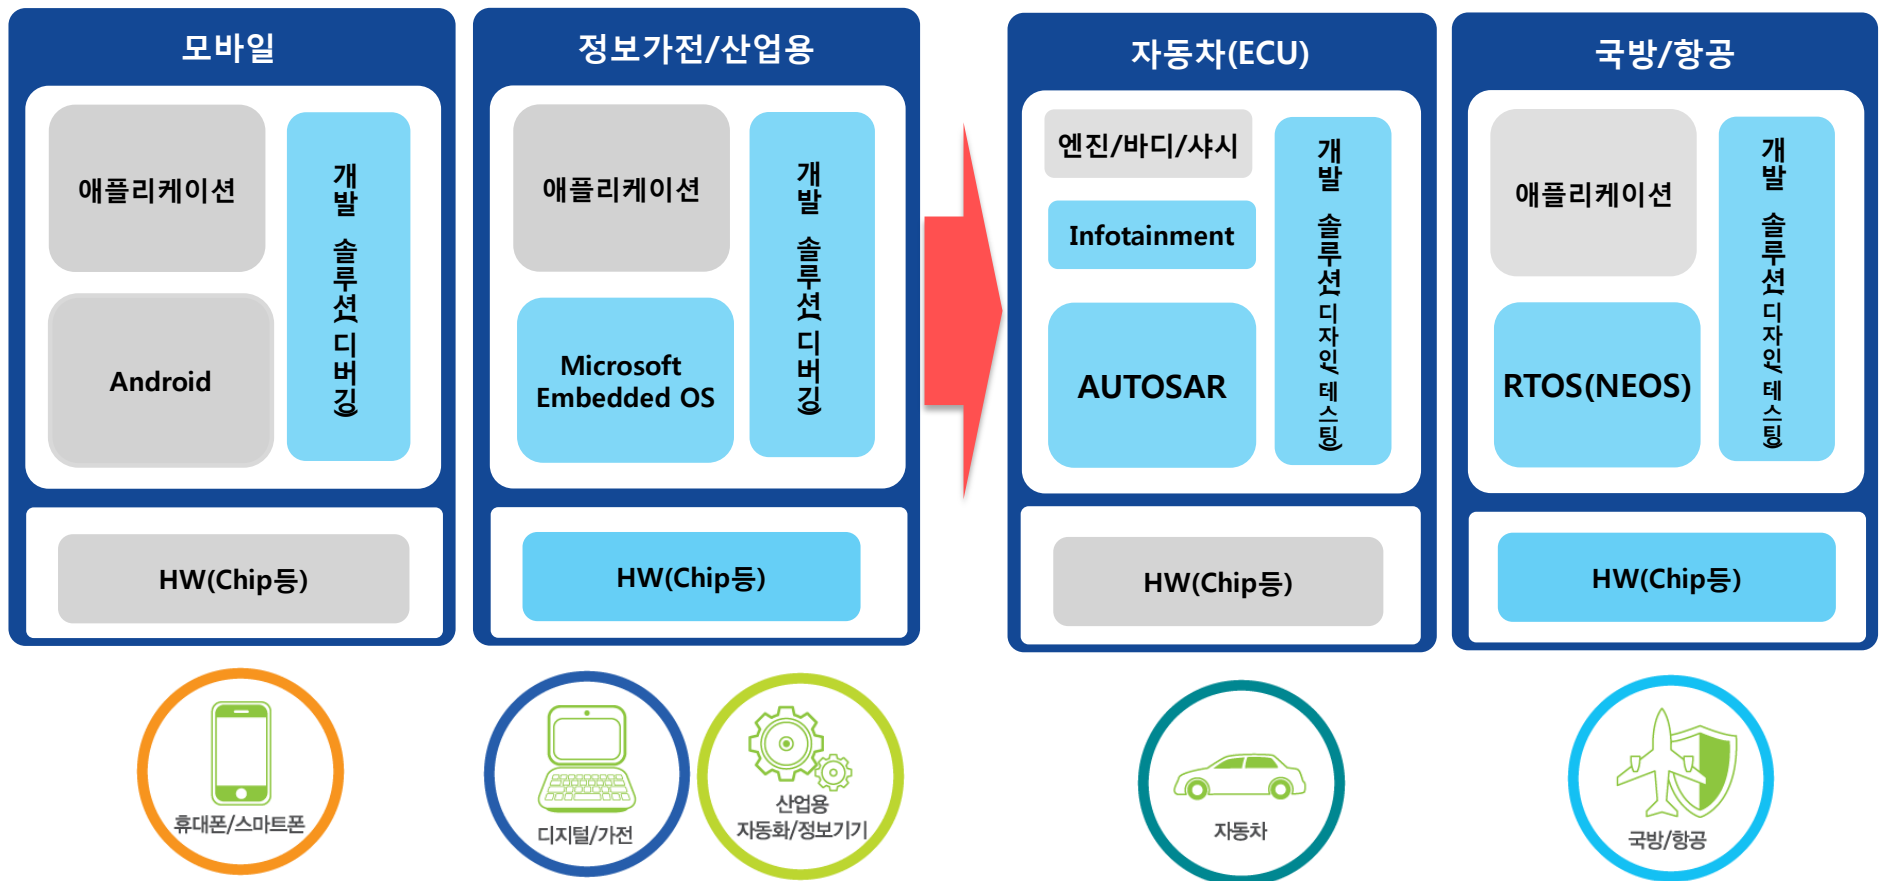 모바일
애플리케이션
개발 솔루션(디버깅)
Android
HW(Chip등)
휴대폰/스마트폰
정보가전/산업용
애플리케이션
개발 솔루션(디버깅)
Microsoft
Embedded OS
HW(Chip등)
디지털/가전
산업용
자동화/정보기기
자동차(ECU)
엔진/바디/샤시
Infotainment
AUTOSAR
개발 솔루션(디자인/테스팅)
HW(Chip등)
자동차
국방/항공
애플리케이션
RTOS(NEOS)
개발 솔루션(디자인/테스팅)
HW(Chip등)
국방/항공